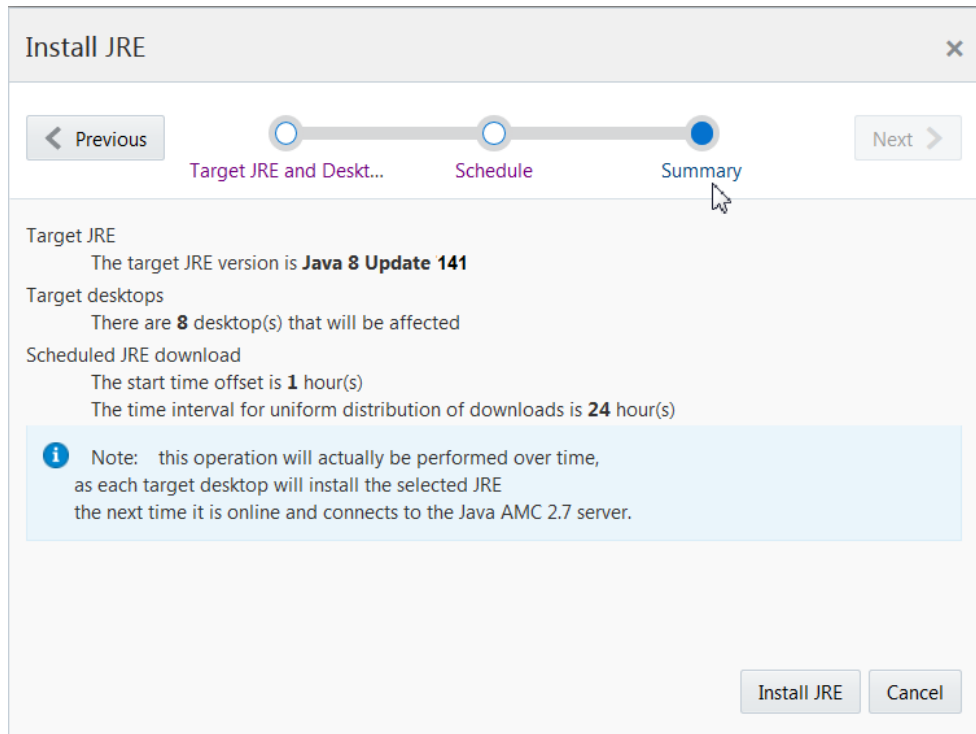 Install JRE
Previous
Next
Target JRE and Deskt...
Schedule
Summary
Target JRE
The target JRE version is Java 8 Update 141
Target desktops
There are 8 desktop(s) that will be affected
Scheduled JRE download
The start time offset is 1 hour(s)
The time interval for uniform distribution of downloads is 24 hour(s)
Note: this operation will actually be performed over time,
as each target desktop will install the selected JRE
the next time it is online and connects to the Java AMC 2.7 server.
Install JRE
Cancel